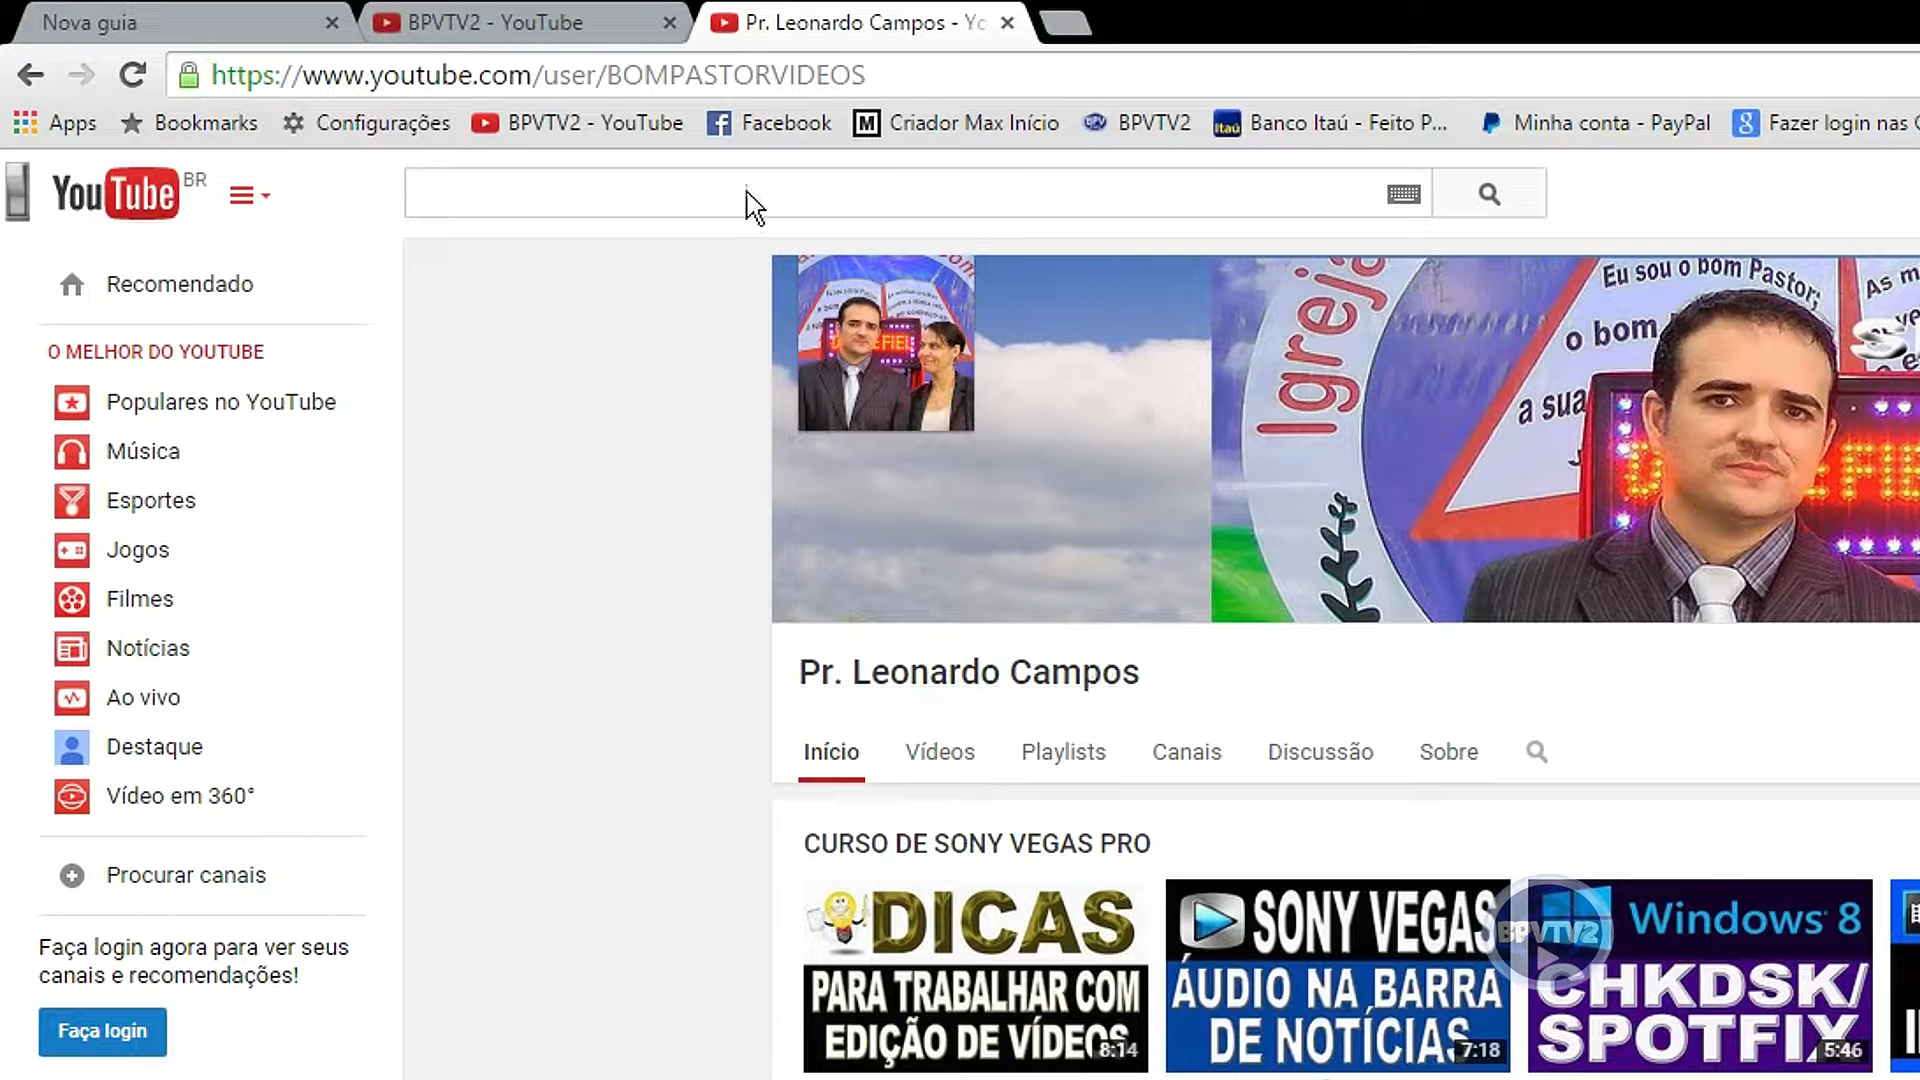 Nova guia
BPVTV2 - YouTube
Pr. Leonardo Campos - Yo
https://www.youtube.com/user/BOMPASTORVIDEOS
Apps
Bookmarks
Configurações
BPVTV2 - YouTube
Facebook
M
Criador Max Início
BPVTV2
Itaú
Banco Itaú - Feito P...
Minha conta - PayPal
Fazer login nas
YouTube BR
Recomendado
O MELHOR DO YOUTUBE
Populares no YouTube
Música
Esportes
Jogos
Filmes
Notícias
Ao vivo
Destaque
Vídeo em 360°
Procurar canais
Faça login agora para ver seus
canais e recomendações!
Faça login
Igreja
Eu sou o bom Pastor;
o bom
a sua
Pr. Leonardo Campos
Início
Vídeos
Playlists
Canais
Discussão
Sobre
CURSO DE SONY VEGAS PRO
DICAS
PARA TRABALHAR COM
EDIÇÃO DE VÍDEOS
8:14
SONY VEGAS
ÁUDIO NA BARRA
DE NOTÍCIAS
7:18
Windows 8
CHKDSK/
SPOTFIX
5:46
BPVTV2